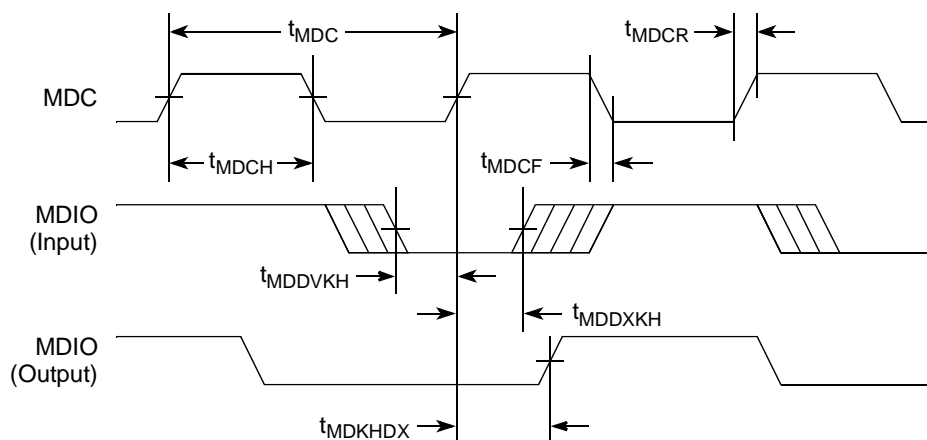 tMDC
tMDCR
MDC
tMDCH
tMDCF
MDIO
(Input)
tMDDVKH
tMDDXKH
MDIO
(Output)
tMDKHDX